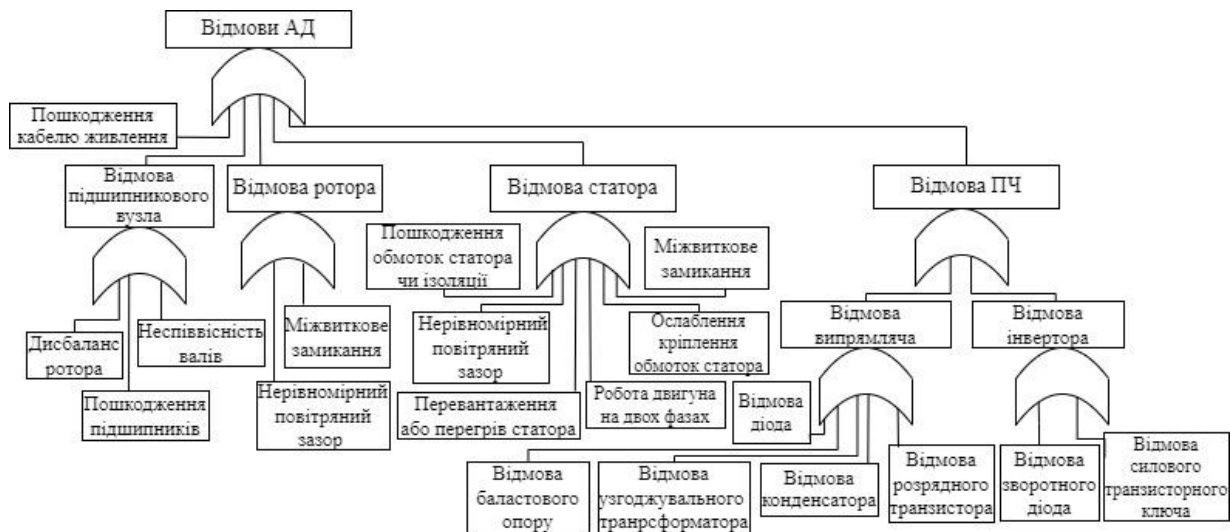 Відмови АД
Пошкодження
кабелю живлення
Відмова
підшипникового
вузла
Відмова ротора
Відмова статора
Відмова ПЧ
Пошкодження
обмоток статора
чи ізоляції
Міжвиткове
замикання
Дисбаланс
ротора
Неспіввісність
валів
Міжвиткове
замикання
Нерівномірний
повітряний
зазор
Ослаблення
кріплення
обмоток статора
Відмова
випрямляча
Відмова
інвертора
Пошкодження
підшипників
Нерівномірний
повітряний
зазор
Перевантаження
або перегрів статора
Робота двигуна
на двох фазах
Відмова
діода
Відмова
баластового
опору
Відмова
узгоджувального
транрсформатора
Відмова
конденсатора
Відмова
розрядного
транзистора
Відмова
зворотного
діода
Відмова
силового
транзисторного
ключа